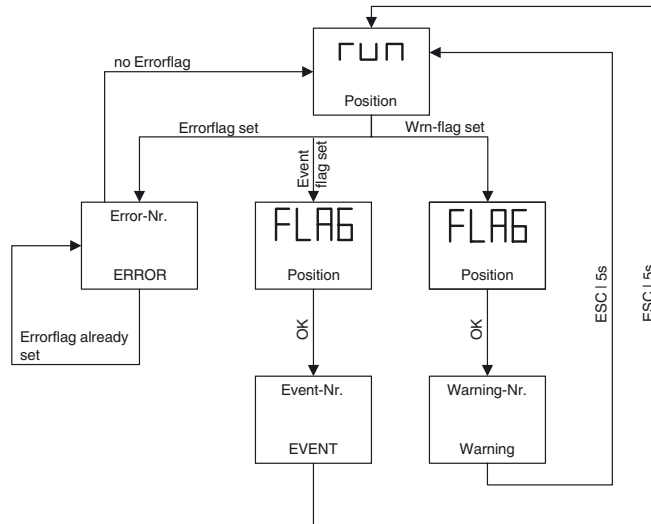 run
no Errorflag
Position
Errorflag set
Event
flag set
Wrn-flag set
Error-Nr.
ERROR
FLAG
Position
FLAG
Position
ESC | 5s
ESC | 5s
Errorflag already
set
OK
OK
Event-Nr.
EVENT
Warning-Nr.
Warning